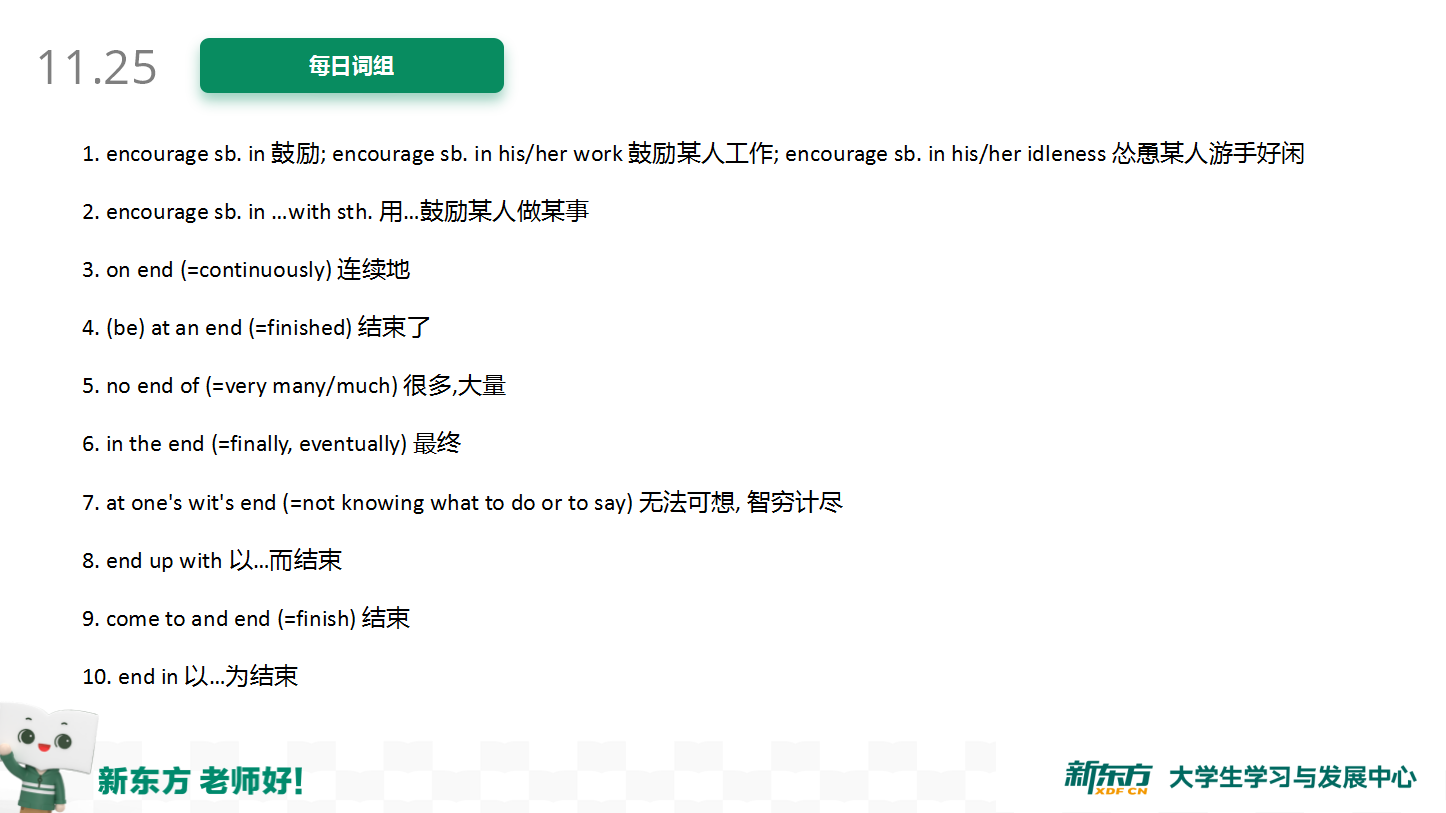 11.25
每日词组
1. encourage sb. in 鼓励; encourage sb. in his/her work 鼓励某人工作; encourage sb. in his/her idleness 怂恿某人游手好闲
2. encourage sb. in …with sth. 用…鼓励某人做某事
3. on end (=continuously) 连续地
4. (be) at an end (=finished) 结束了
5. no end of (=very many/much) 很多,大量
6. in the end (=finally, eventually) 最终
7. at one's wit's end (=not knowing what to do or to say) 无法可想, 智穷计尽
8. end up with 以…而结束
9. come to and end (=finish) 结束
10. end in 以…为结束
新东方 老师好!
新东方 XDF.CN 大学生学习与发展中心